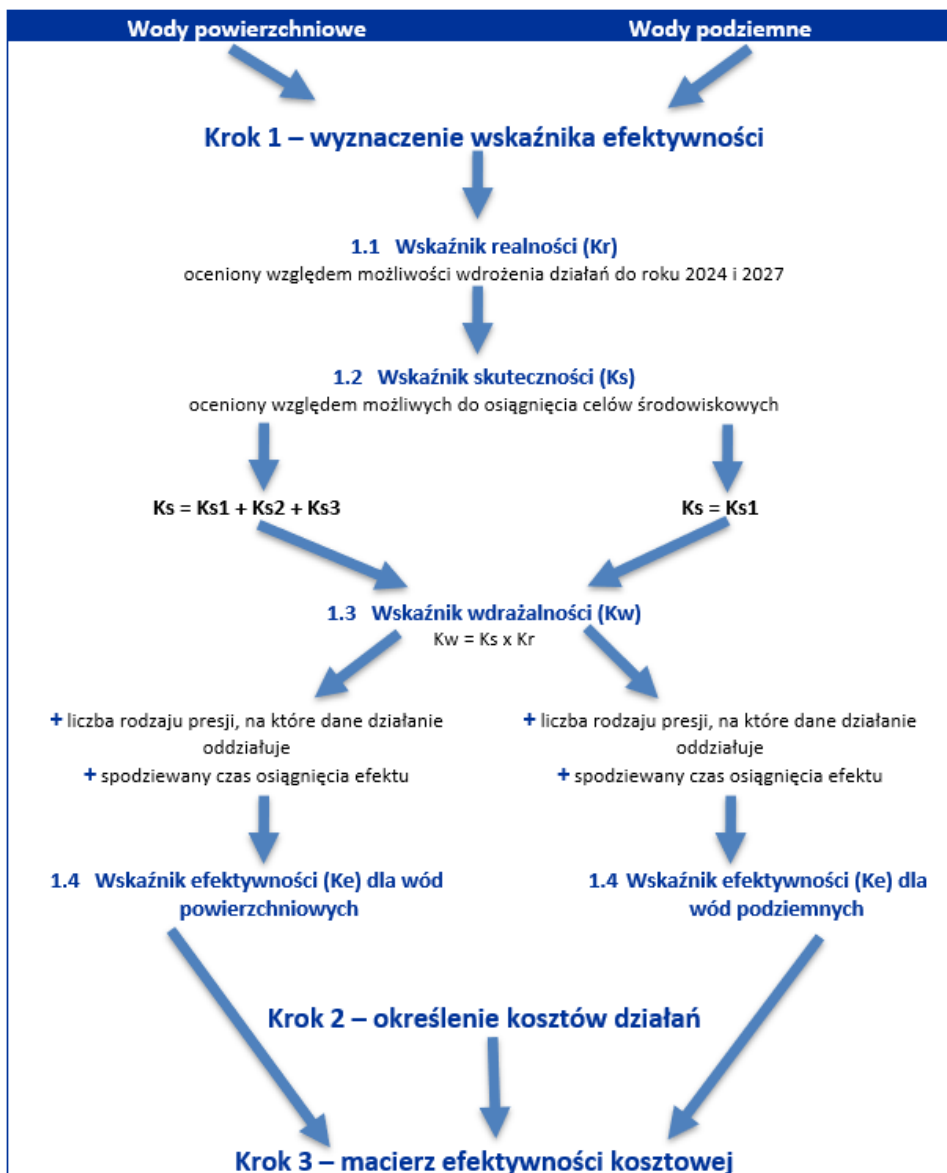 Wody powierzchniowe
Wody podziemne
Krok 1 – wyznaczenie wskaźnika efektywności
1.1 Wskaźnik realności (Kr)
oceniony względem możliwości wdrożenia działań do roku 2024 i 2027
1.2 Wskaźnik skuteczności (Ks)
oceniony względem możliwych do osiągnięcia celów środowiskowych
Ks = Ks1 + Ks2 + Ks3
Ks = Ks1
1.3 Wskaźnik wdrażalności (Kw)
Kw = Ks x Kr
+ liczba rodzaju presji, na które dane działanie
oddziałuje
+ spodziewany czas osiągnięcia efektu
+ liczba rodzaju presji, na które dane działanie
oddziałuje
+ spodziewany czas osiągnięcia efektu
1.4 Wskaźnik efektywności (Ke) dla wód
powierzchniowych
1.4 Wskaźnik efektywności (Ke) dla
wód podziemnych
Krok 2 – określenie kosztów działań
Krok 3 – macierz efektywności kosztowej